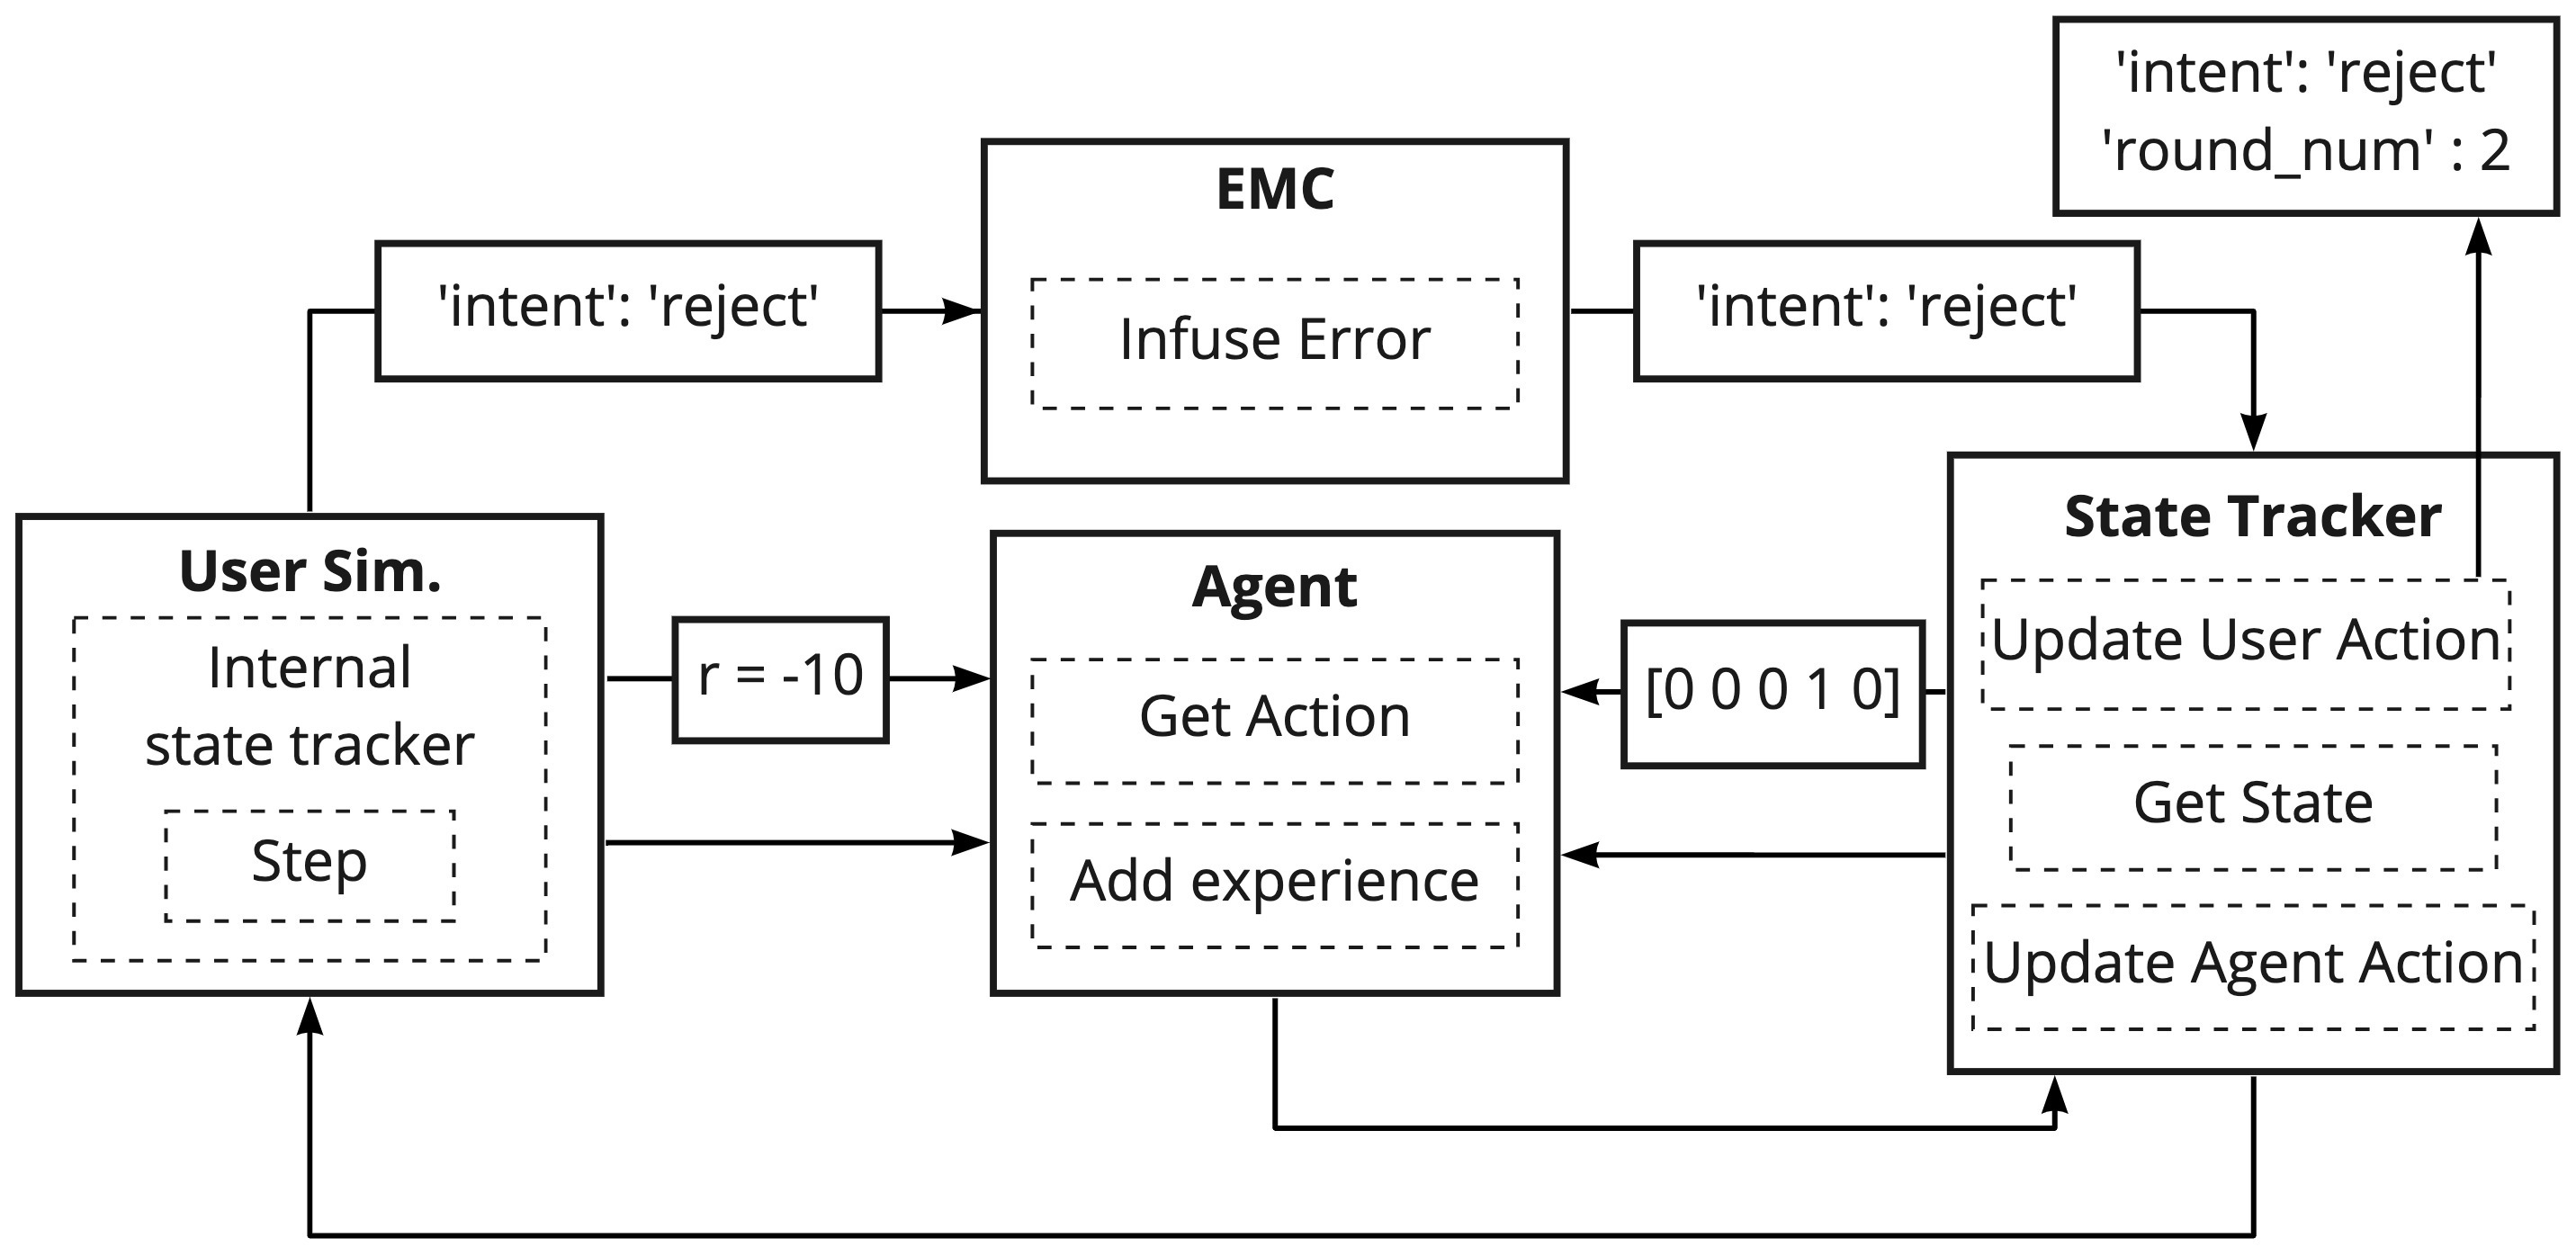 'intent': 'reject'
'round_num' : 2
EMC
Infuse Error
'intent': 'reject'
'intent': 'reject'
User Sim.
Internal
state tracker
Step
r = -10
Agent
Get Action
Add experience
[0 0 0 1 0]
State Tracker
Update User Action
Get State
Update Agent Action